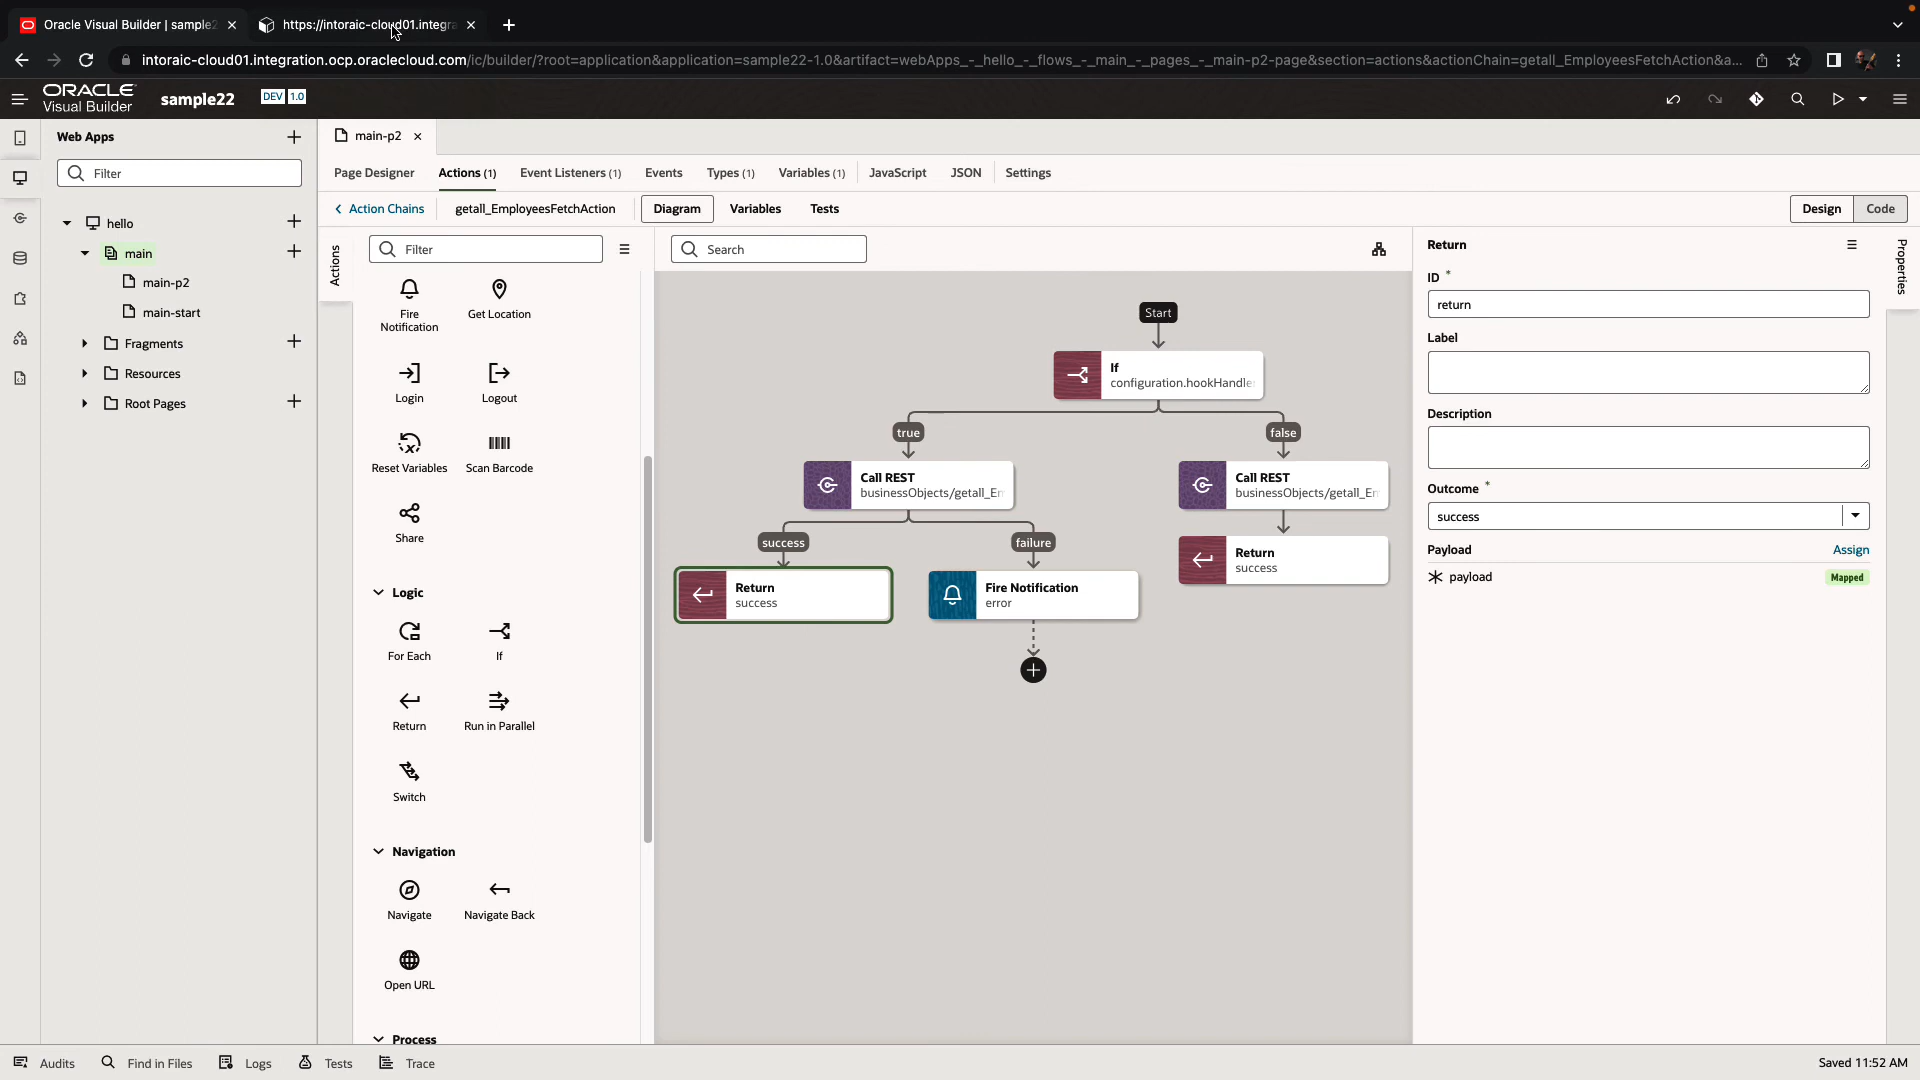 Oracle Visual Builder | sample22
https://intoraic-cloud01.integra
intoraic-cloud01.integration.ocp.oraclecloud.com/ic/builder/?root=application&application=sample22-1.0&artifact=webApps_-_hello_-_flows_-_main_-_pages_-_main-p2-page&section=actions&actionChain=getall_EmployeesFetchAction&a...
ORACLE
Visual Builder
sample22
DEV 1.0
Web Apps
Filter
hello
main
main-p2
main-start
Fragments
Resources
Root Pages
main-p2
Page Designer
Actions (1)
Event Listeners (1)
Events
Types (1)
Variables (1)
JavaScript
JSON
Settings
Action Chains
getall_EmployeesFetchAction
Diagram
Variables
Tests
Design
Code
Actions
Filter
Fire Notification
Get Location
Login
Logout
Reset Variables
Scan Barcode
Share
Logic
For Each
If
Return
Run in Parallel
Switch
Navigation
Navigate
Navigate Back
Open URL
Process
Search
Start
If
configuration.hookHandle
true
false
Call REST
businessObjects/getall_Em
Call REST
businessObjects/getall_Em
success
failure
Return
success
Fire Notification
error
Return
success
Return
Properties
ID *
return
Label
Description
Outcome *
success
Payload
Assign
payload
Mapped
Audits
Find in Files
Logs
Tests
Trace
Saved 11:52 AM